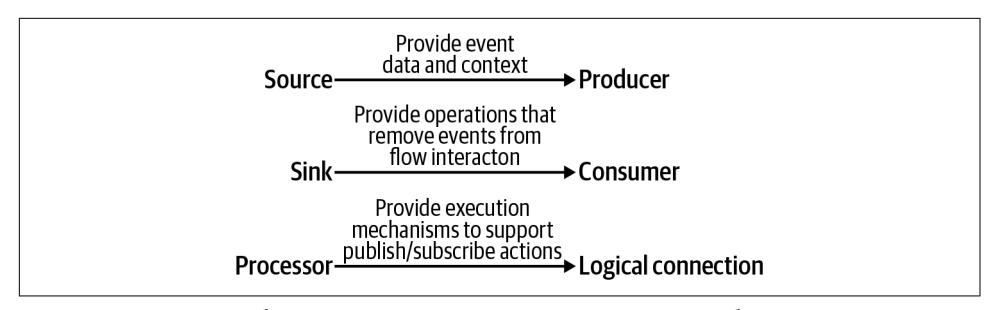 Provide event
data and context
Source
Producer
Provide operations that
remove events from
flow interacton
Sink
Consumer
Provide execution
mechanisms to support
publish/subscribe actions
Processor
Logical connection